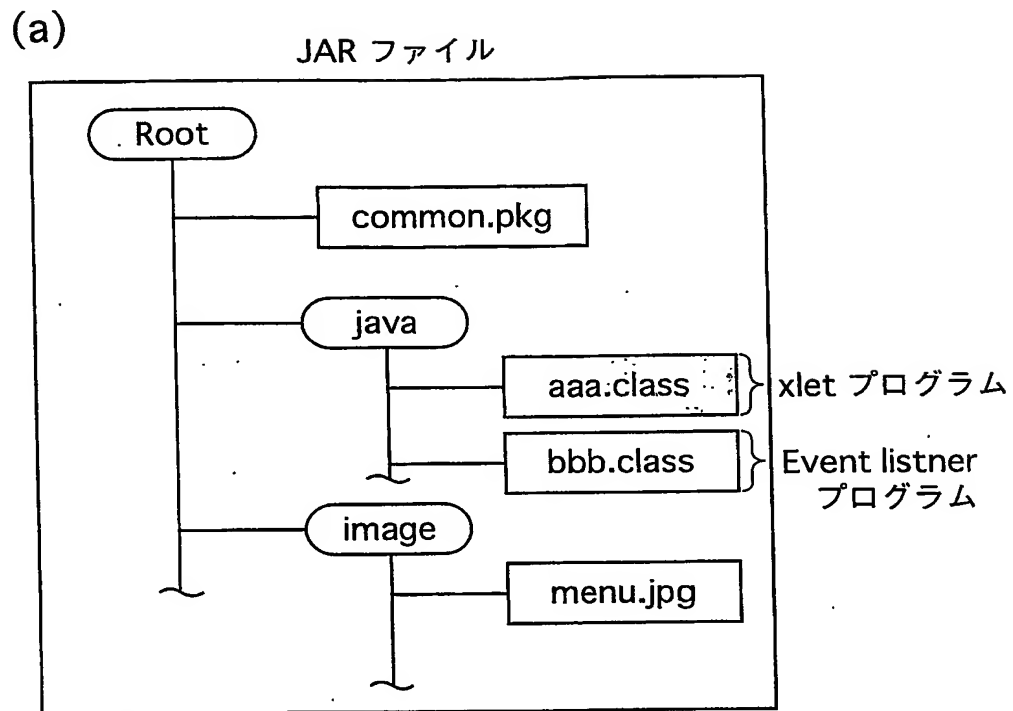 (a)
JAR ファイル
Root
common.pkg
java
aaa.class
xlet プログラム
bbb.class
Event listner
プログラム
image
menu.jpg